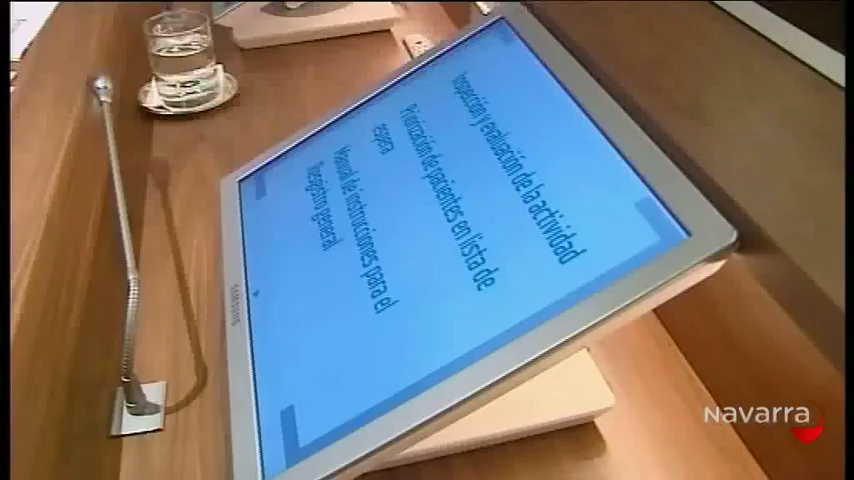 Inspección y evaluación de la actividad
Priorización de pacientes en lista de
espera
Manual de instrucciones para el
registro general
SAMSUNG
Navarra